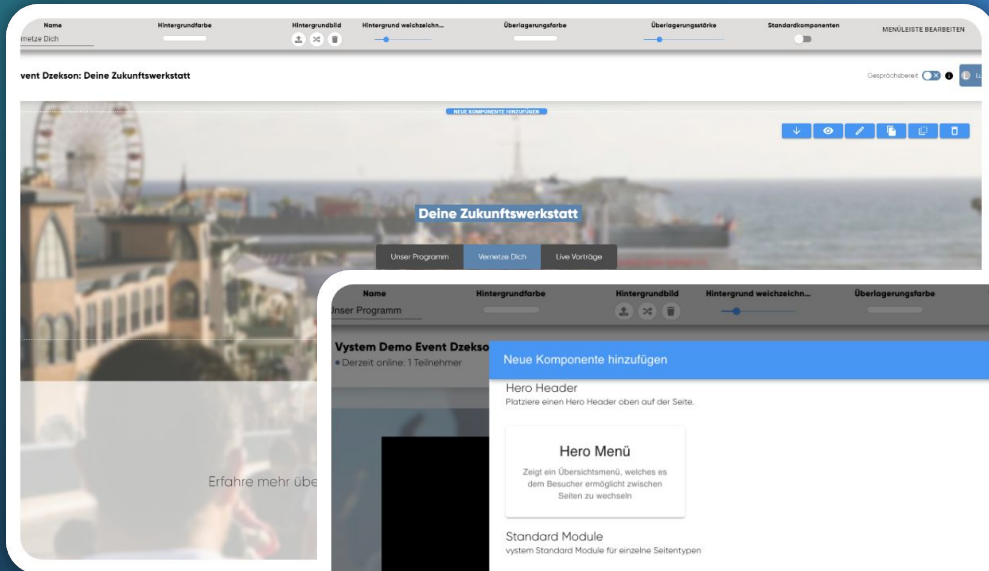 Name Hintergrundfarbe Hintergrundbild Hintergrund weichzeichn... Überlagerungsfarbe Überlagerungsstärke Standardkomponenten MENÜLEISTE BEARBEITEN
rnetze Dich
vent Dzekson: Deine Zukunftswerkstatt Gesprächsbereit
NEUE KOMPONENTE HINZUFÜGEN
Deine Zukunftswerkstatt
Unser Programm Vernetze Dich Live Vorträge
Erfahre mehr übe
Name Hintergrundfarbe Hintergrundbild Hintergrund weichzeichn... Überlagerungsfarbe
Unser Programm
Vystem Demo Event Dzekso
Derzeit online: 1 Teilnehmer
Neue Komponente hinzufügen
Hero Header
Platziere einen Hero Header oben auf der Seite.
Hero Menü
Zeigt ein Übersichtsmenü, welches es
dem Besucher ermöglicht zwischen
Seiten zu wechseln
Standard Module
vystem Standard Module für einzelne Seitentypen